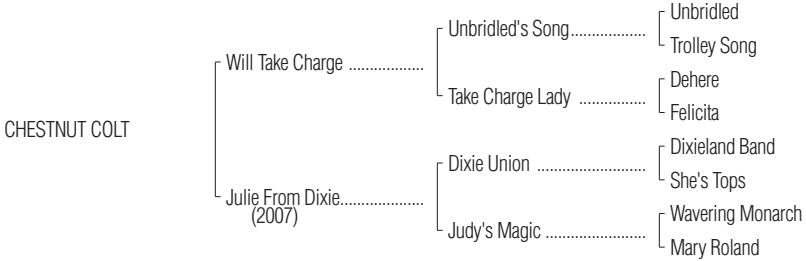 Unbridled
Unbridled's Song..................
Trolley Song
Will Take Charge ..................
Dehere
Take Charge Lady ................
Felicita
CHESTNUT COLT
Dixieland Band
Dixie Union ..........................
She's Tops
Julie From Dixie....................
(2007)
Wavering Monarch
Judy's Magic ........................
Mary Roland